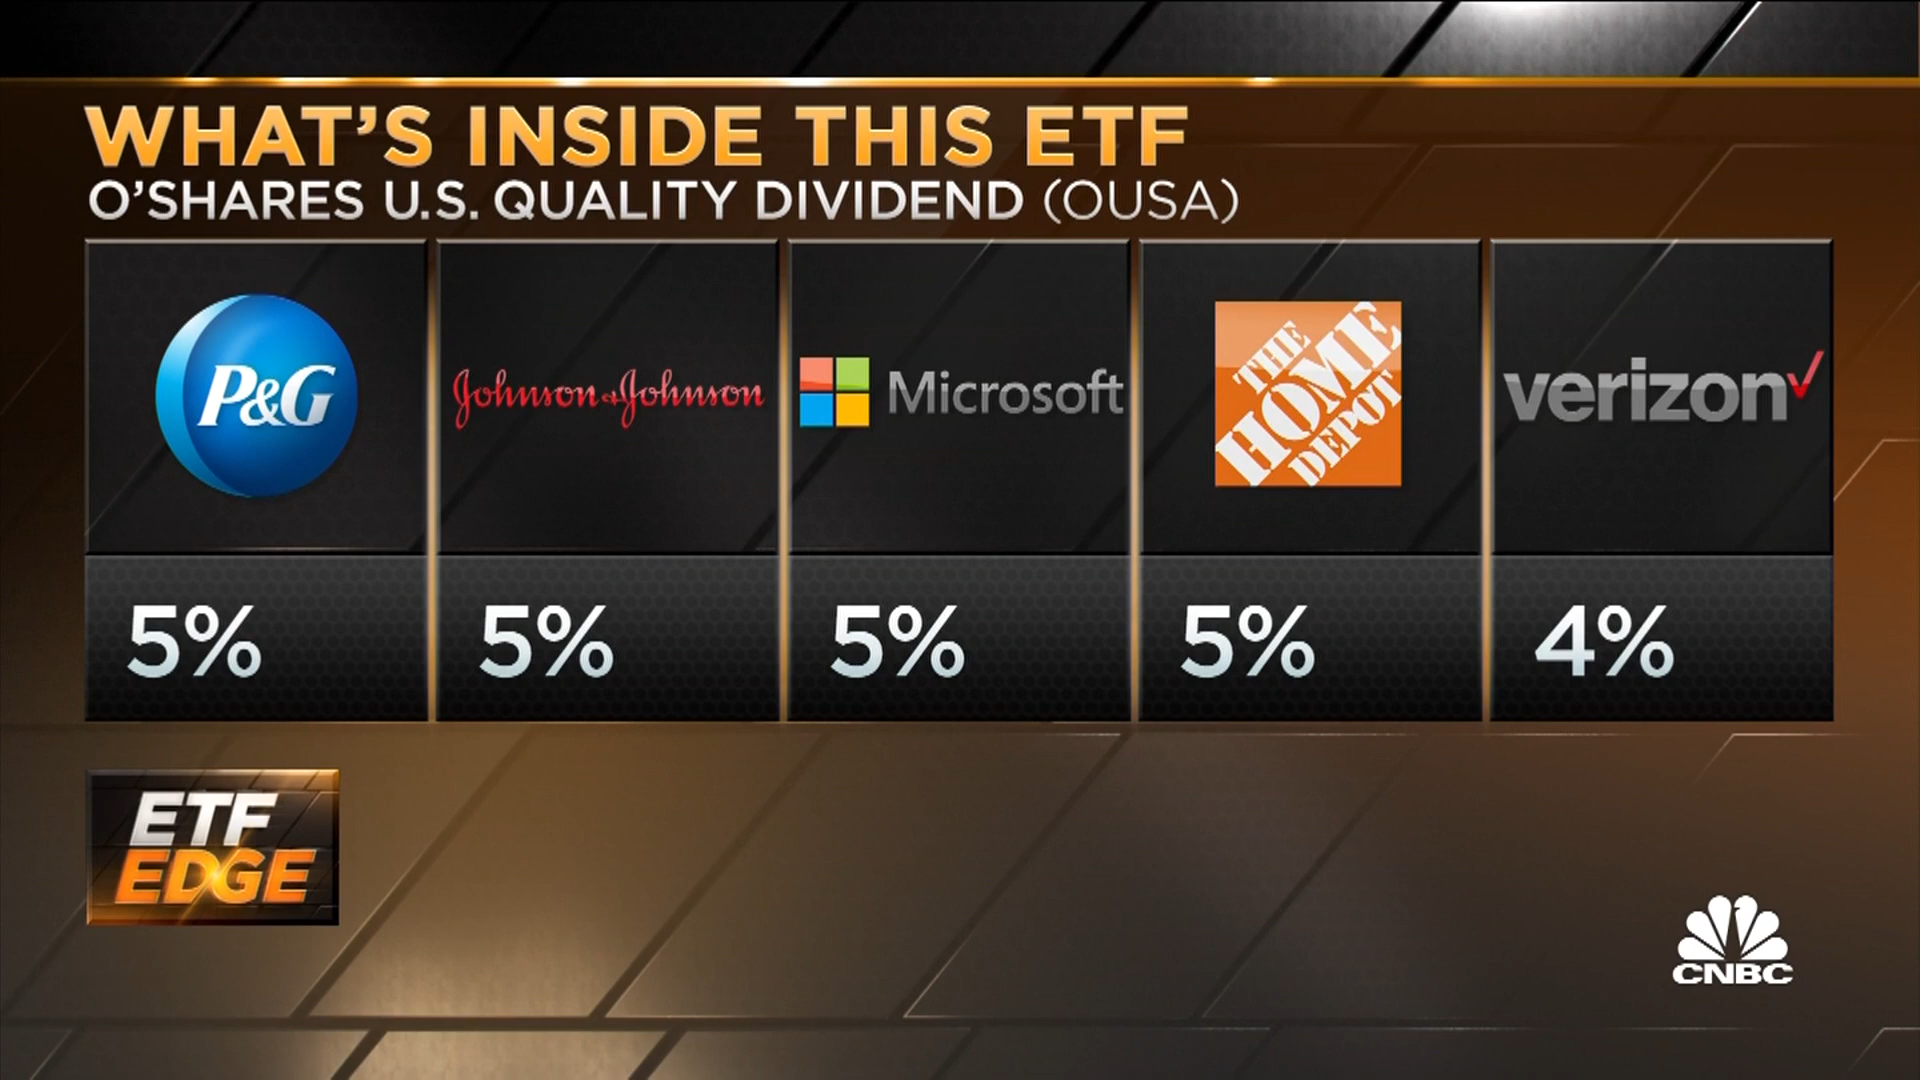 WHAT'S INSIDE THIS ETF
O'SHARES U.S. QUALITY DIVIDEND (OUSA)
P&G
Johnson & Johnson
Microsoft
THE
HOME
DEPOT
verizon
5%
5%
5%
5%
4%
ETF
EDGE
CNBC